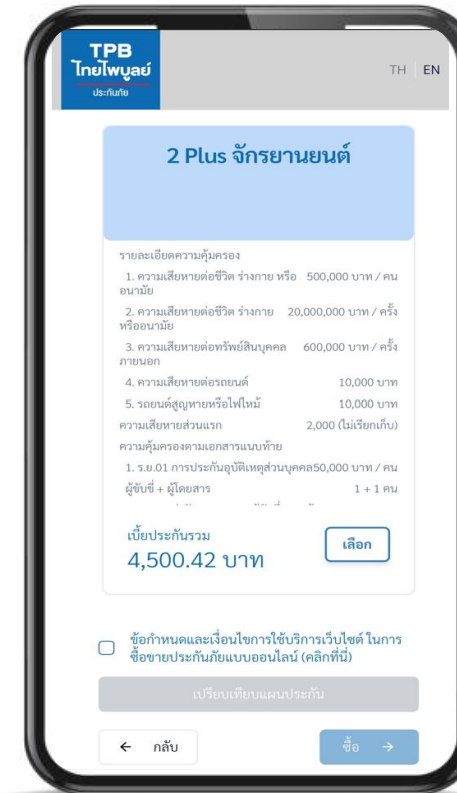 TPB
ไทยไพบูลย์
ประกันภัย
TH | EN
2 Plus จักรยานยนต์
รายละเอียดความคุ้มครอง
1. ความเสียหายต่อชีวิต ร่างกาย หรือ 500,000 บาท / คน
อนามัย
2. ความเสียหายต่อชีวิต ร่างกาย 20,000,000 บาท / ครั้ง
หรืออนามัย
3. ความเสียหายต่อทรัพย์สินบุคคล 600,000 บาท / ครั้ง
ภายนอก
4. ความเสียหายต่อรถยนต์ 10,000 บาท
5. รถยนต์สูญหายหรือไฟไหม้ 10,000 บาท
ความเสียหายส่วนแรก 2,000 (ไม่เรียกเก็บ)
ความคุ้มครองตามเอกสารแนบท้าย
1. ร.ย.01 การประกันอุบัติเหตุส่วนบุคคล50,000 บาท / คน
ผู้ขับขี่ + ผู้โดยสาร 1 + 1 คน
เบี้ยประกันรวม
4,500.42 บาท
เลือก
ข้อกำหนดและเงื่อนไขการใช้บริการเว็บไซต์ ในการ
ซื้อขายประกันภัยแบบออนไลน์ (คลิกที่นี่)
เปรียบเทียบแผนประกัน
← กลับ
ซื้อ →